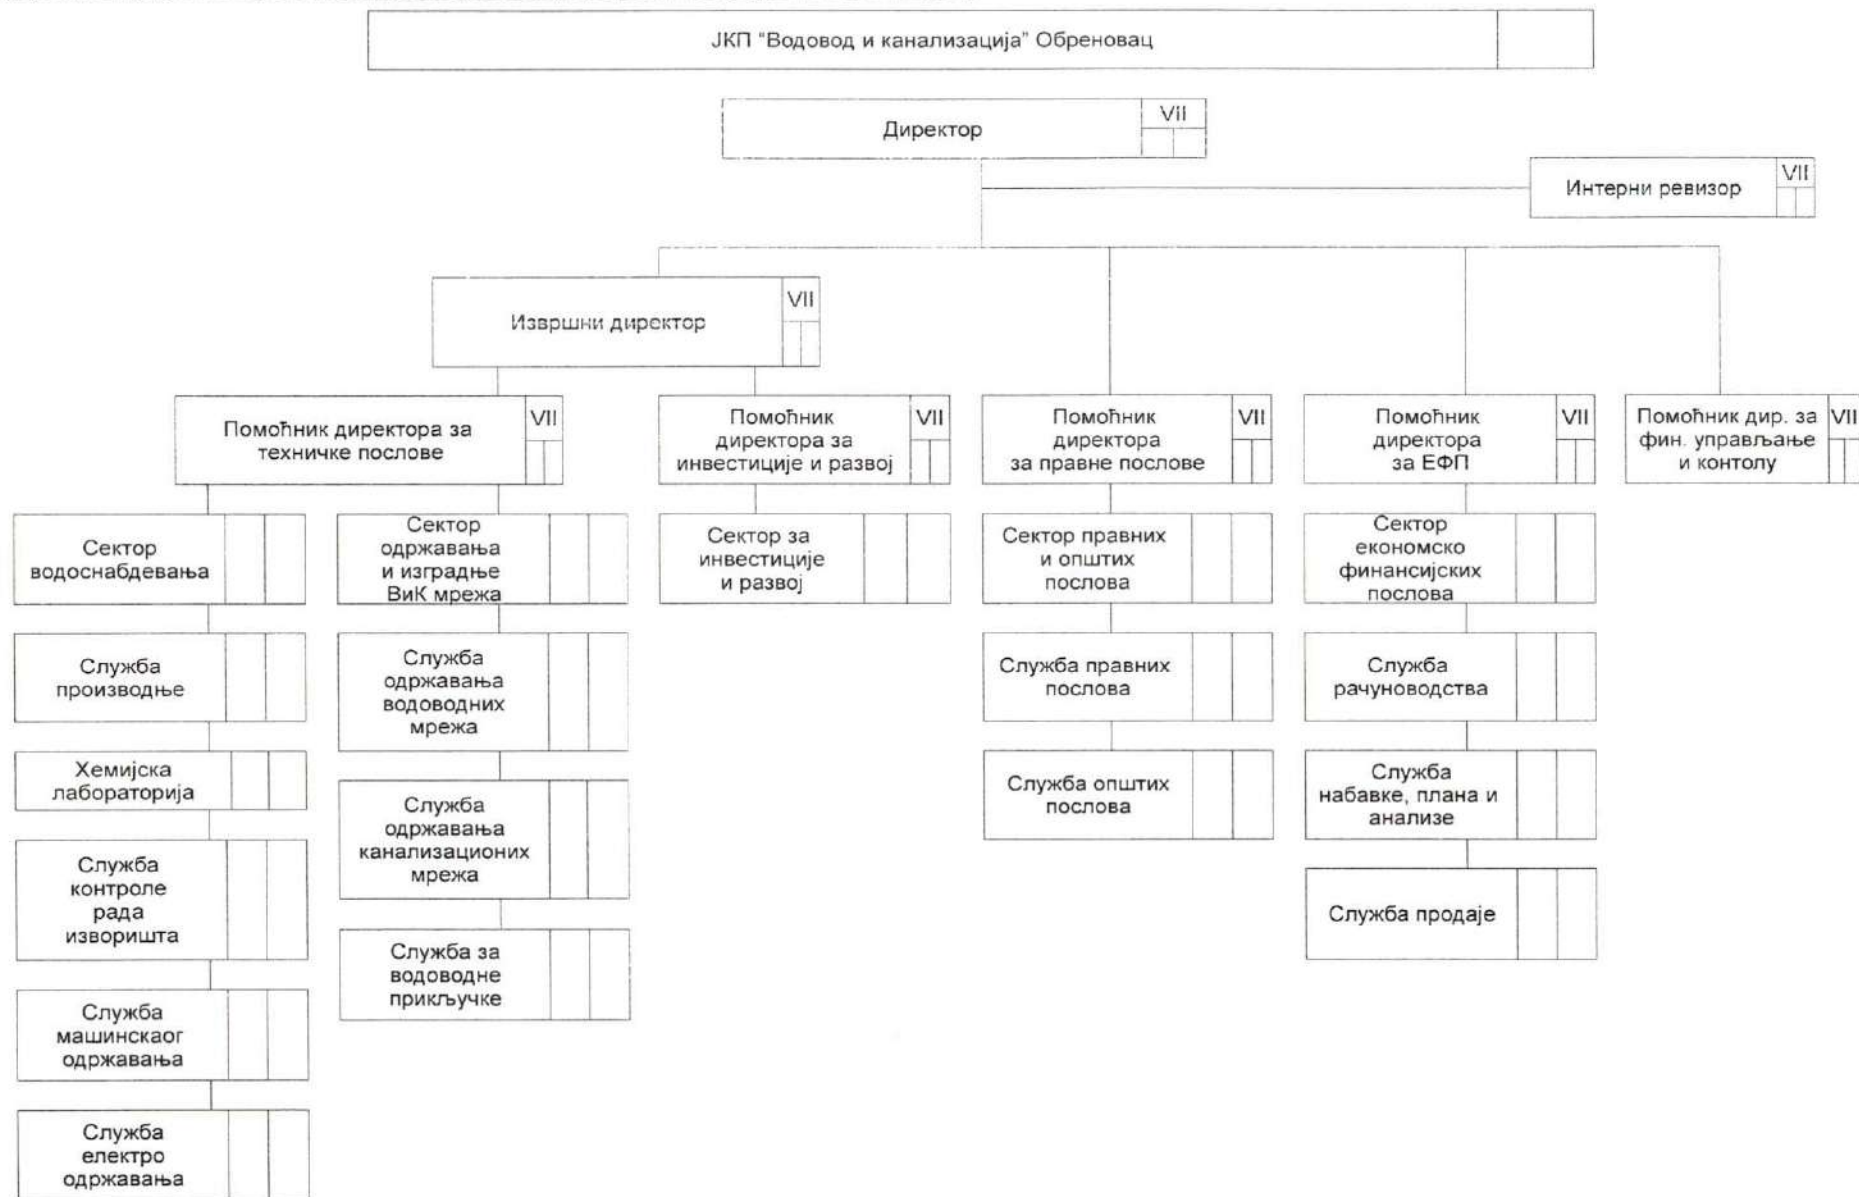 ЈКП "Водовод и канализација" Обреновац
Директор
VII
Интерни ревизор
VII
Извршни директор
VII
Помоћник директора за
техничке послове
VII
Помоћник
директора за
инвестиције и развој
VII
Помоћник
директора
за правне послове
VII
Помоћник
директора
за ЕФП
VII
Помоћник дир. за
фин. управљање
и контолу
VII
Сектор
водоснабдевања
Служба
производње
Хемијска
лабораторија
Служба
контроле
рада
изворишта
Служба
машинскаог
одржавања
Служба
електро
одржавања
Сектор
одржавања
и изградње
ВиК мрежа
Служба
одржавања
водоводних
мрежа
Служба
одржавања
канализационих
мрежа
Служба за
водоводне
прикључке
Сектор за
инвестиције
и развој
Сектор правних
и општих
послова
Служба правних
послова
Служба општих
послова
Сектор
економско
финансијских
послова
Служба
рачуноводства
Служба
набавке, плана и
анализе
Служба продаје